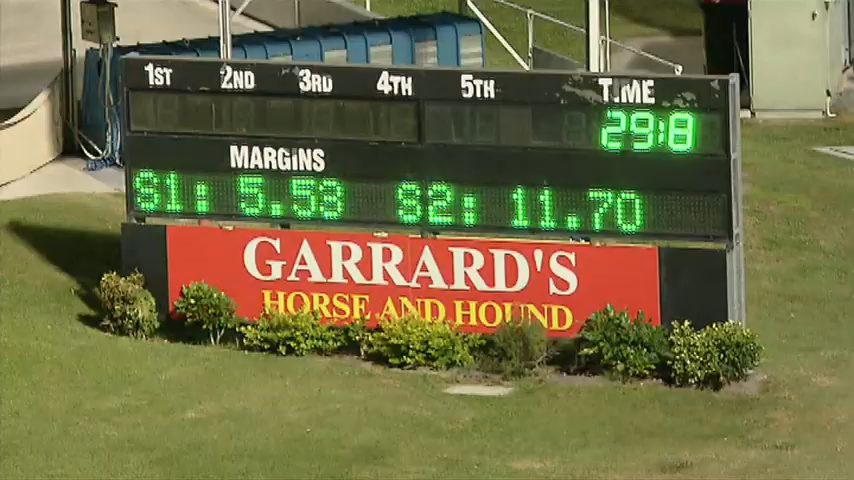 1ST 2ND 3RD 4TH 5TH TIME
29:8
MARGINS
S1: 5.53 S2: 11.70
GARRARD'S
HORSE AND HOUND